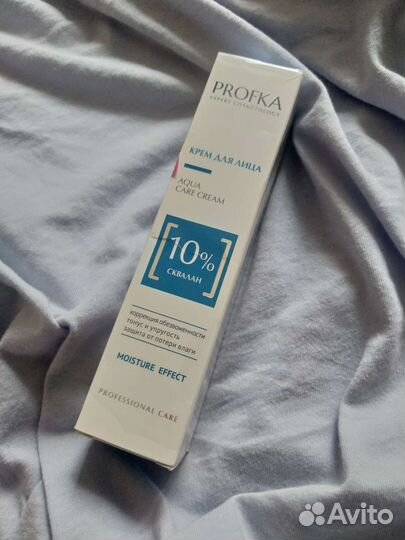 PROFKA
EXPERT COSMETOLOGY
КРЕМ ДЛЯ ЛИЦА
AQUA
CARE CREAM
10%
СКВАЛАН
коррекция обезвоженности
тонус и упругость
защита от потери влаги
MOISTURE EFFECT
PROFESSIONAL CARE
Avito